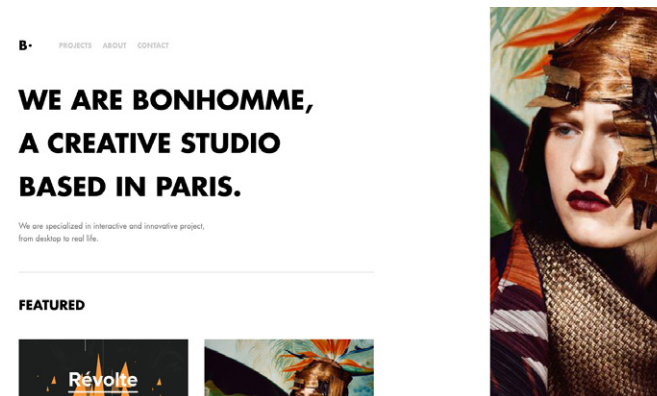 B·
PROJECTS ABOUT CONTACT
WE ARE BONHOMME,
A CREATIVE STUDIO
BASED IN PARIS.
We are specialized in interactive and innovative project,
from desktop to real life.
FEATURED
Révolte